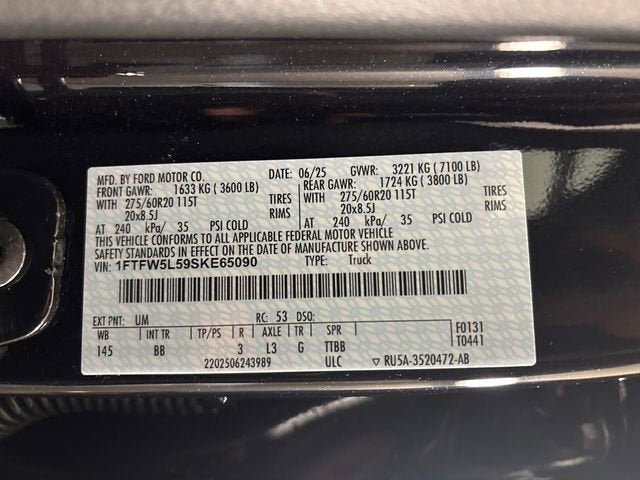 MFD. BY FORD MOTOR CO. DATE: 06/25 GVWR: 3221 KG ( 7100 LB)
FRONT GAWR: 1633 KG ( 3600 LB) REAR GAWR: 1724 KG ( 3800 LB)
WITH 275/60R20 115T TIRES WITH 275/60R20 115T TIRES
20x8.5J RIMS 20x8.5J RIMS
AT 240 kPa/ 35 PSI COLD AT 240 kPa/ 35 PSI COLD
THIS VEHICLE CONFORMS TO ALL APPLICABLE FEDERAL MOTOR VEHICLE
SAFETY STANDARDS IN EFFECT ON THE DATE OF MANUFACTURE SHOWN ABOVE.
VIN: 1FTFW5L59SKE65090 TYPE: Truck
EXT PNT: UM RC: 53 DSO:
WB INT TR TP/PS R AXLE TR SPR F0131
145 BB 3 L3 G TTBB T0441
2202506243989 ULC ▽ RU5A-3520472-AB